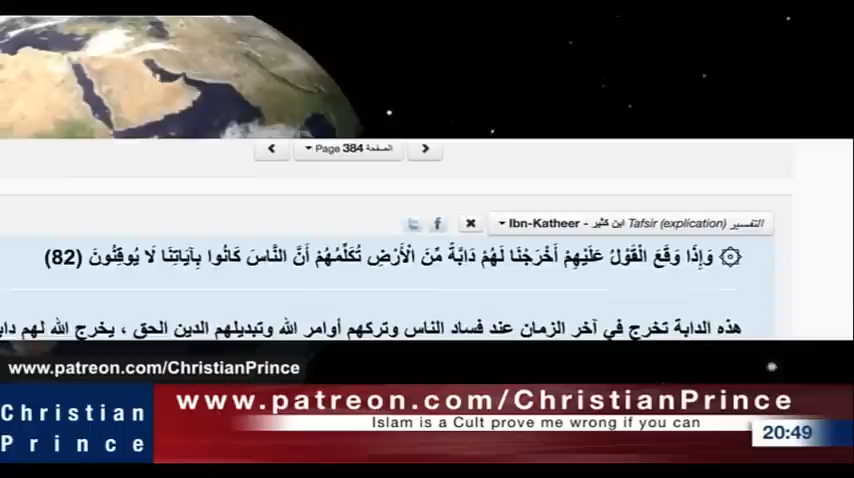 الصفحة Page 384
التفسير Tafsir (explication) ابن كثير - Ibn-Katheer
۞ وَإِذَا وَقَعَ الْقَوْلُ عَلَيْهِمْ أَخْرَجْنَا لَهُمْ دَابَّةً مِّنَ الْأَرْضِ تُكَلِّمُهُمْ أَنَّ النَّاسَ كَانُوا بِآيَاتِنَا لَا يُوقِنُونَ (82)
هذه الدابة تخرج في آخر الزمان عند فساد الناس وتركهم أوامر الله وتبديلهم الدين الحق ، يخرج الله لهم
www.patreon.com/ChristianPrince
www.patreon.com/ChristianPrince
Islam is a Cult prove me wrong if you can
Christian
Prince
20:49